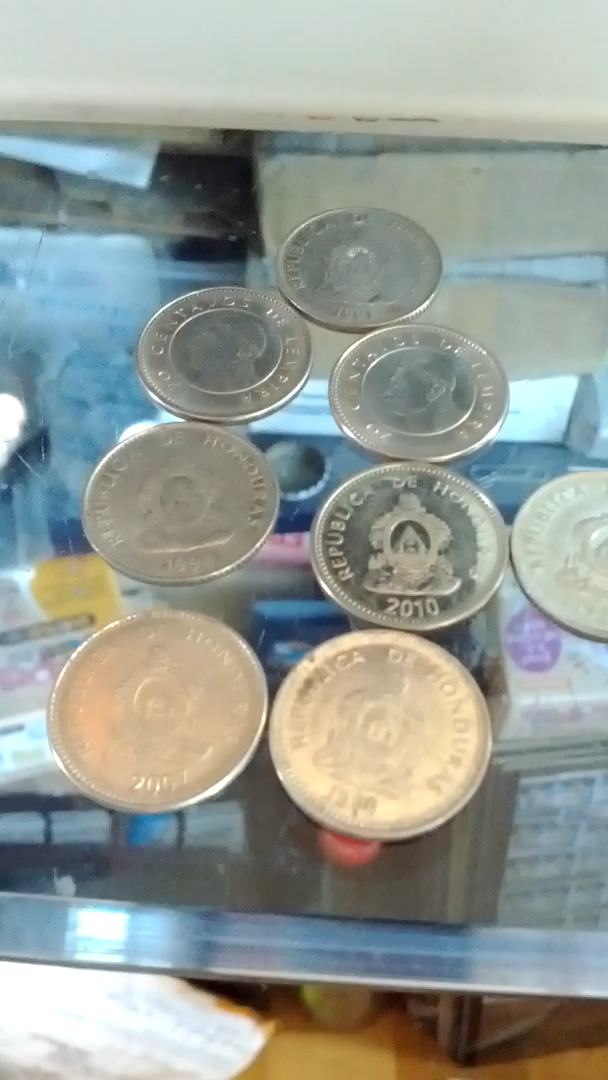 REPUBLICA DE HONDURAS
20 CENTAVOS DE LEMPIRA
20 CENTAVOS DE LEMPIRA
REPUBLICA DE HONDURAS
REPUBLICA DE HONDURAS
2010
REPUBLICA
HONDURAS
2007
REPUBLICA DE HONDURAS